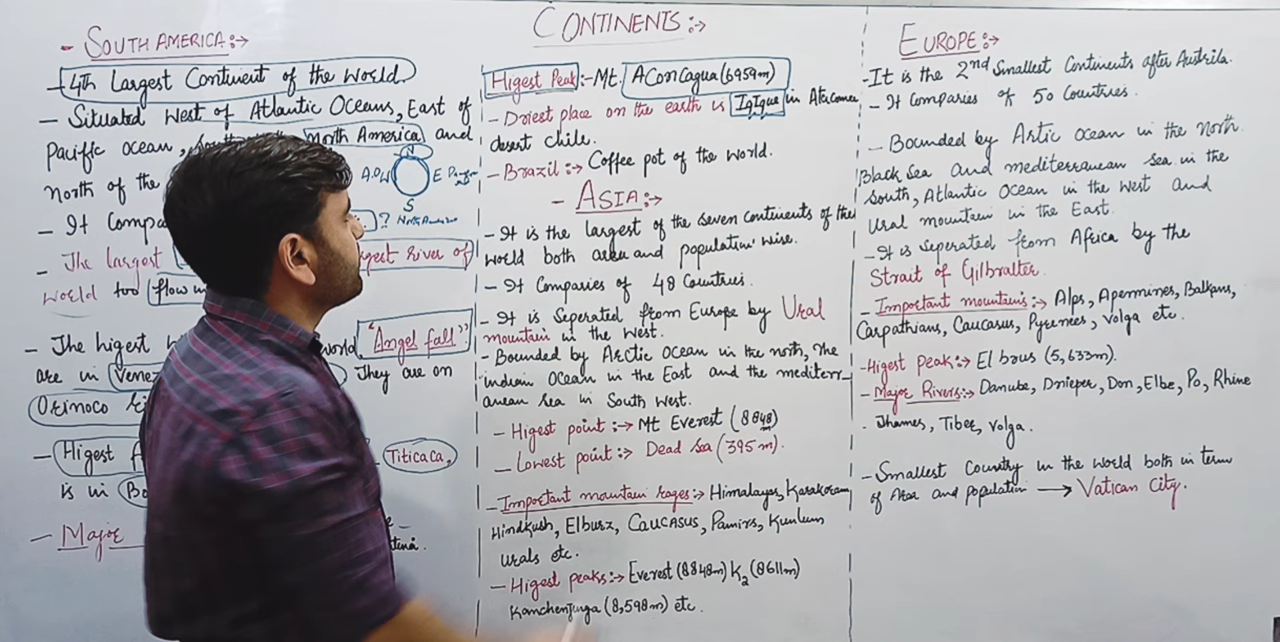 CONTINENTS:→
- SOUTH AMERICA:→
- 4th Largest Continent of the World
- Situated West of Atlantic Oceans, East of
Pacific ocean, North America and
north of the
N
A.O W E
S
North America
- It Compa ?
- The largest River of
World too flow in
- The higest world "Angel fall"
are in Venez They are on
Orinoco
- Higest Titicaca,
is in Bo
- Major
Higest Peak:- Mt. AConCagua (6959m)
- Driest place on the earth is IqIque in Atacama
desert chile.
- Brazil:→ Coffee pot of the world.
- ASIA:→
- It is the largest of the seven continents of the
world both area and population wise.
- It Comparies of 48 Countries.
- It is Seperated from Europe by Ural
mountain in the West.
- Bounded by Arctic Ocean in the north, The
indian Ocean in the East and the mediterr-
anean Sea in South West.
- Higest point:→ Mt Everest (8848)
- Lowest point:→ Dead Sea (395 m).
- Important mountain rages:→ Himalayas, Karakoram
Hindkush, Elburz, CAUCASUS, Pamirs, Kunlum
Urals etc.
- Higest peaks:→ Everest (8848m) K2 (8611m)
Kanchenjunga (8,598m) etc.
EUROPE:→
- It is the 2nd Smallest Continents after Austrila.
- It Comparies of 50 Countries.
- Bounded by Artic Ocean in the north
Black Sea and mediterranean sea in the
South, Atlantic Ocean in the West and
Ural mountain in the East.
- It is Seperated from Africa by the
Strait of Gilbralter.
- Important mountains:→ Alps, Apennines, Balkans,
Carpathians, Caucasus, Pyrenees, Volga etc.
- Higest peak:→ El brus (5,633m).
- Major Rivers:→ Danube, Dnieper, Don, Elbe, Po, Rhine
Thames, Tiber, Volga.
- Smallest Country in the World both in term
of Area and population → Vatican City.